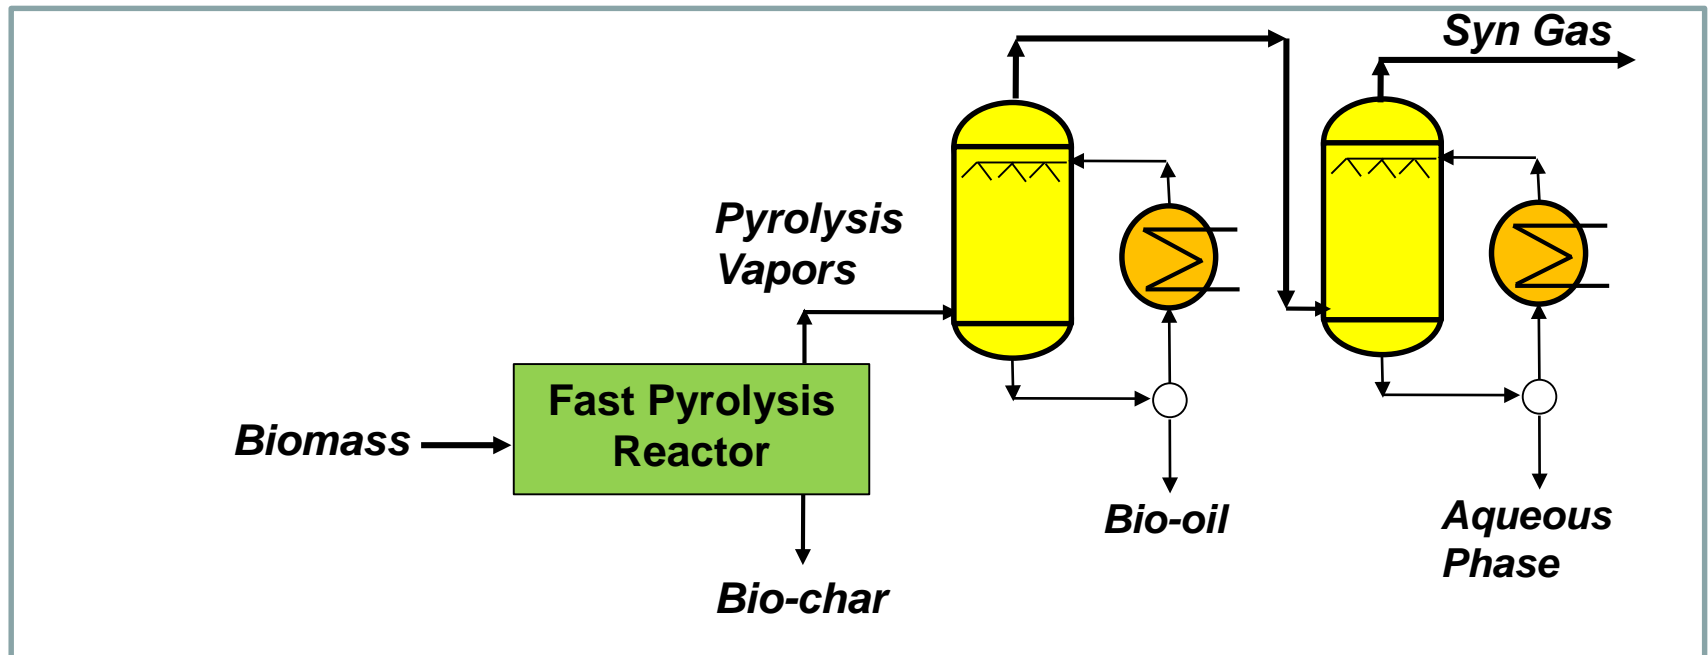 Syn Gas
Pyrolysis
Vapors
Fast Pyrolysis
Reactor
Biomass
Bio-oil
Aqueous
Phase
Bio-char